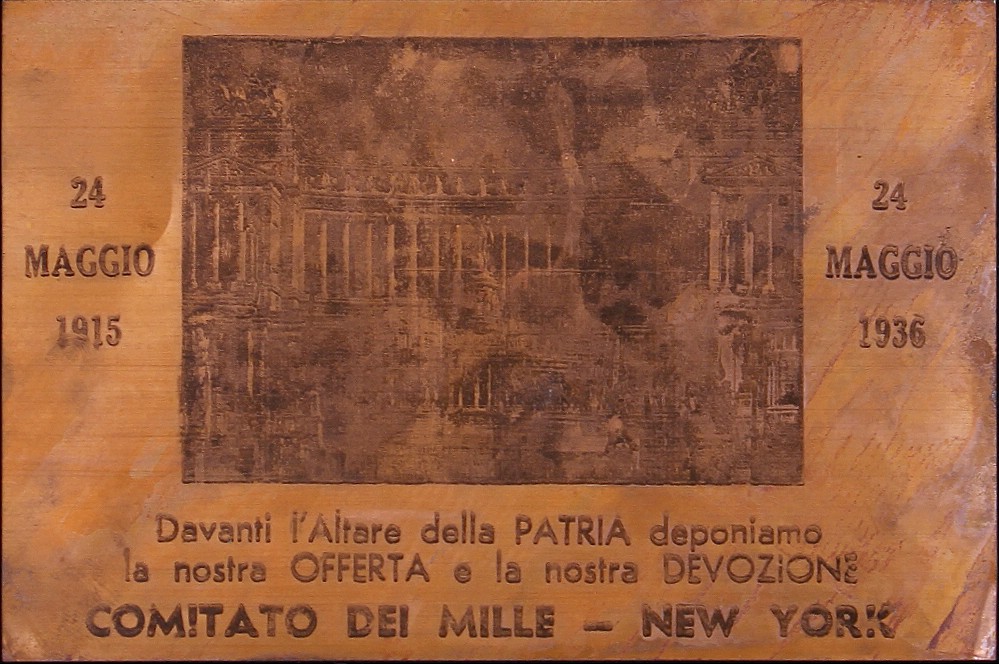 24
MAGGIO
1915
24
MAGGIO
1936
Davanti l'Altare della PATRIA deponiamo
la nostra OFFERTA e la nostra DEVOZIONE
COMITATO DEI MILLE – NEW YORK